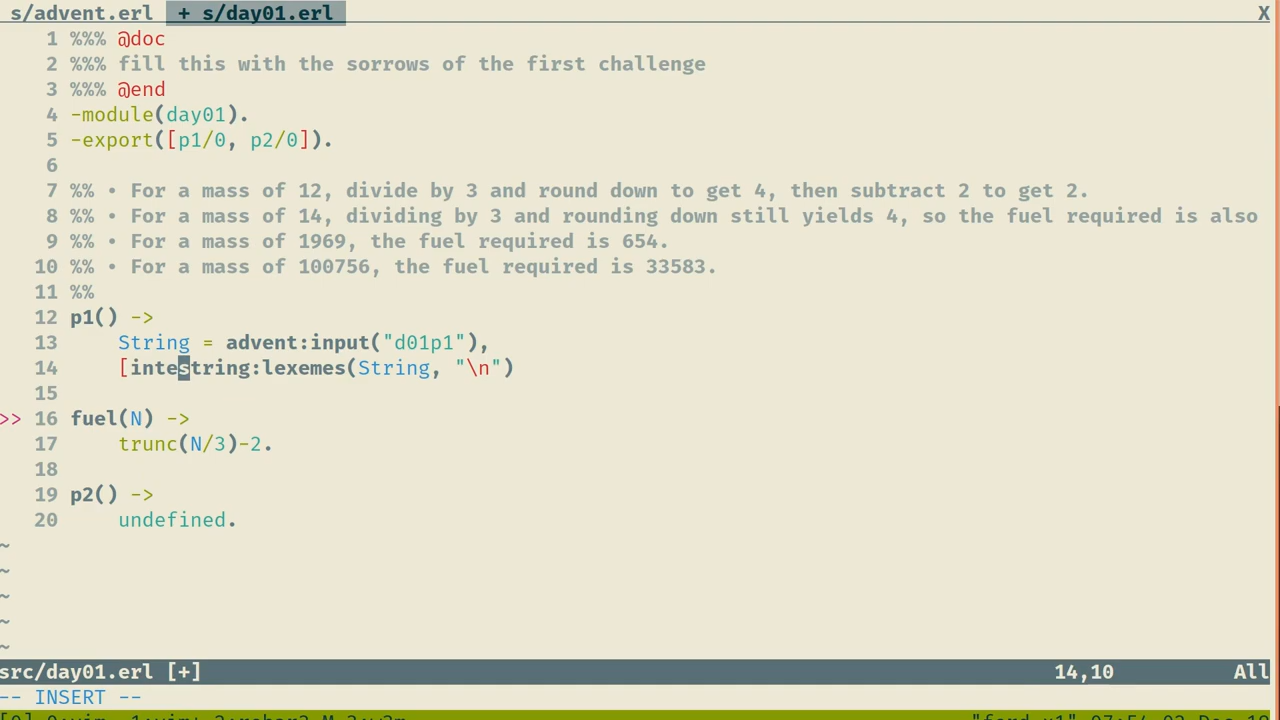 s/advent.erl + s/day01.erl X
1 %%% @doc
2 %%% fill this with the sorrows of the first challenge
3 %%% @end
4 -module(day01).
5 -export([p1/0, p2/0]).
6
7 %% • For a mass of 12, divide by 3 and round down to get 4, then subtract 2 to get 2.
8 %% • For a mass of 14, dividing by 3 and rounding down still yields 4, so the fuel required is also
9 %% • For a mass of 1969, the fuel required is 654.
10 %% • For a mass of 100756, the fuel required is 33583.
11 %%
12 p1() ->
13 String = advent:input("d01p1"),
14 [integstring:lexemes(String, "\n")
15
>> 16 fuel(N) ->
17 trunc(N/3)-2.
18
19 p2() ->
20 undefined.
~
~
~
~
~
src/day01.erl [+] 14,10 All
-- INSERT --